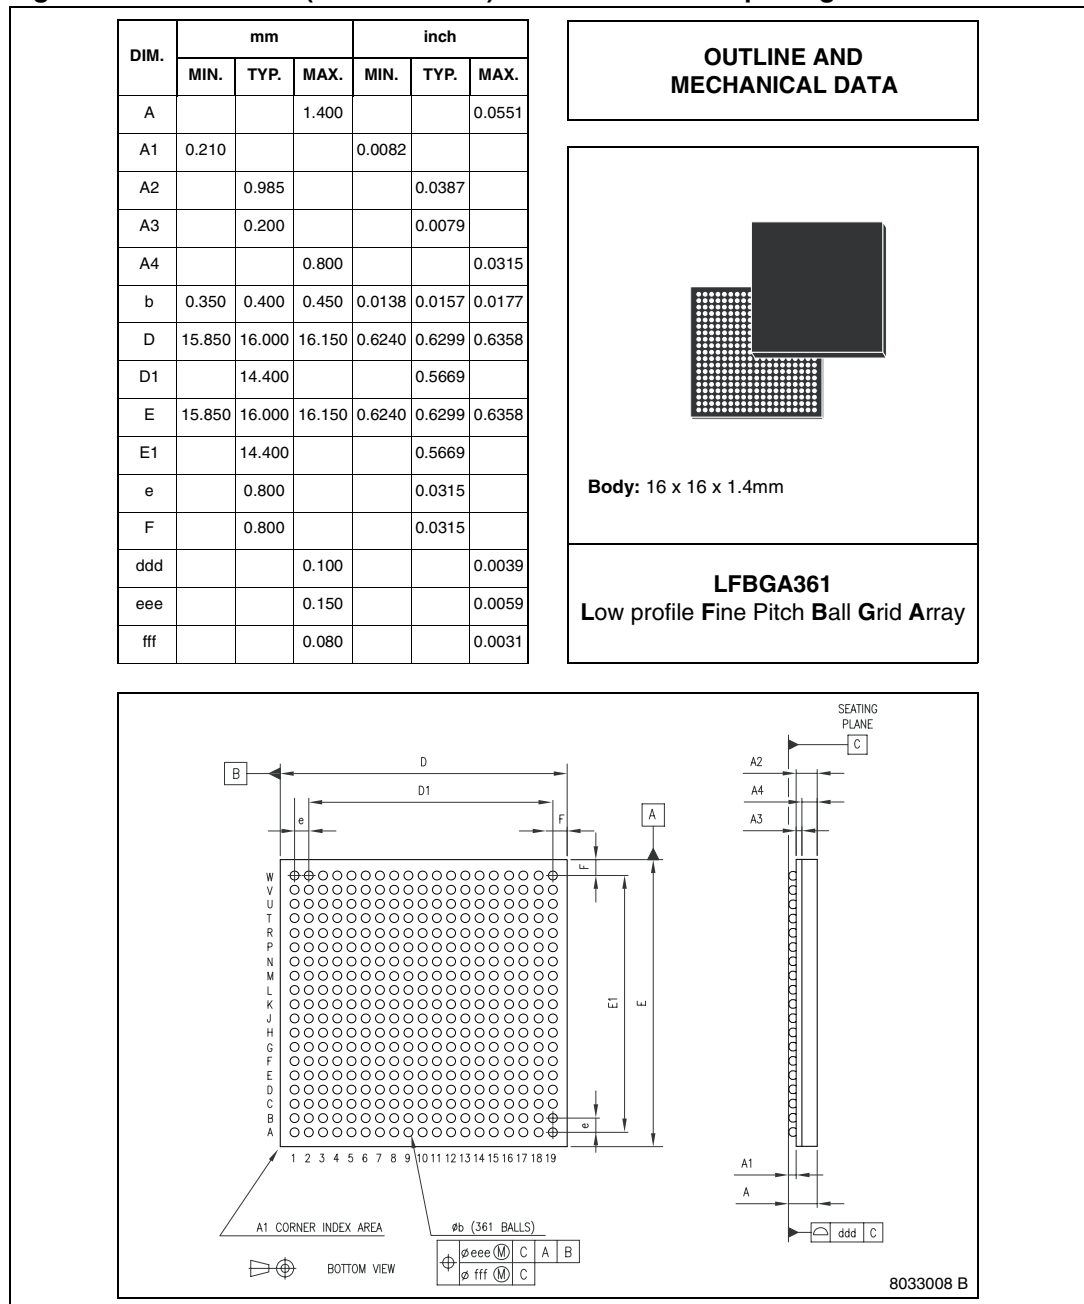 DIM. mm inch
MIN. TYP. MAX. MIN. TYP. MAX.
A 1.400 0.0551
A1 0.210 0.0082
A2 0.985 0.0387
A3 0.200 0.0079
A4 0.800 0.0315
b 0.350 0.400 0.450 0.0138 0.0157 0.0177
D 15.850 16.000 16.150 0.6240 0.6299 0.6358
D1 14.400 0.5669
E 15.850 16.000 16.150 0.6240 0.6299 0.6358
E1 14.400 0.5669
e 0.800 0.0315
F 0.800 0.0315
ddd 0.100 0.0039
eee 0.150 0.0059
fff 0.080 0.0031
OUTLINE AND
MECHANICAL DATA
Body: 16 x 16 x 1.4mm
LFBGA361
Low profile Fine Pitch Ball Grid Array
SEATING
PLANE
C
B
D
D1
e
F
A
F
W
V
U
T
R
P
N
M
L
K
J
H
G
F
E
D
C
B
A
E1
E
e
1 2 3 4 5 6 7 8 9 10 11 12 13 14 15 16 17 18 19
A2
A4
A3
A1
A
ddd C
A1 CORNER INDEX AREA
øb (361 BALLS)
ø eee Ⓜ C A B
ø fff Ⓜ C
BOTTOM VIEW
8033008 B